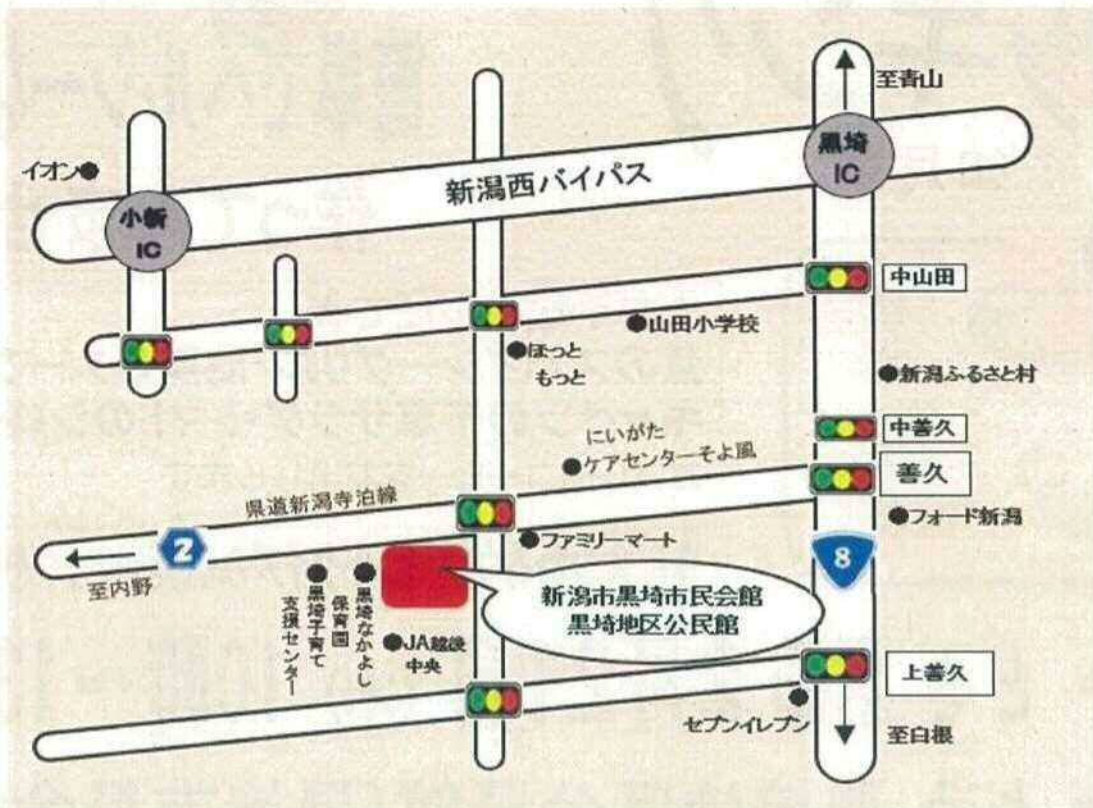 至青山
イオン●
黒埼
IC
新潟西バイパス
小新
IC
中山田
●山田小学校
●ほっと
もっと
●新潟ふるさと村
中善久
にいがた
●ケアセンターそよ風
善久
県道新潟寺泊線
●フォード新潟
●ファミリーマート
2
至内野
8
新潟市黒埼市民会館
黒埼地区公民館
●黒埼なかよし
保育園
●黒埼子育て
支援センター
●JA越後
中央
上善久
セブンイレブン
至白根